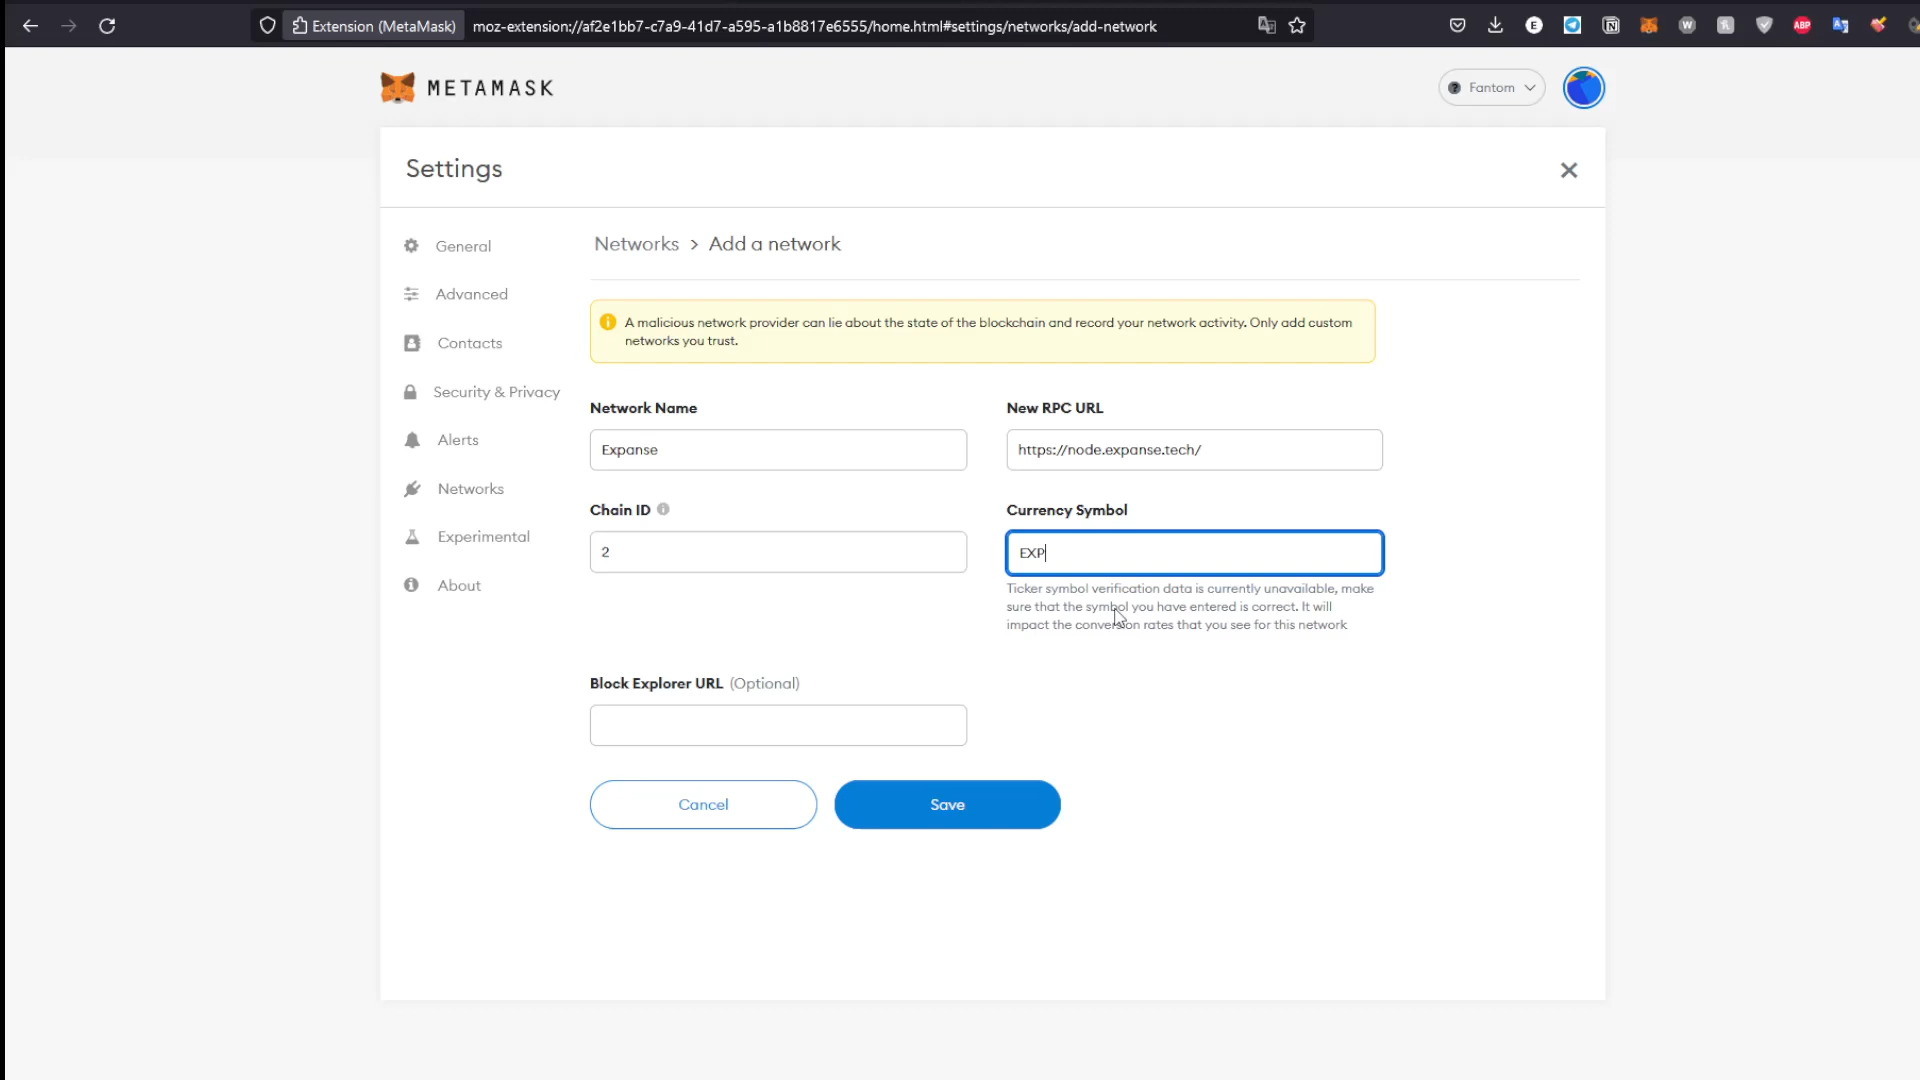 Extension (MetaMask) moz-extension://af2e1bb7-c7a9-41d7-a595-a1b8817e6555/home.html#settings/networks/add-network
E
N
W
ABP
METAMASK
Fantom
Settings
General
Advanced
Contacts
Security & Privacy
Alerts
Networks
Experimental
About
Networks > Add a network
A malicious network provider can lie about the state of the blockchain and record your network activity. Only add custom
networks you trust.
Network Name
Expanse
New RPC URL
https://node.expanse.tech/
Chain ID
2
Currency Symbol
EXP
Ticker symbol verification data is currently unavailable, make
sure that the symbol you have entered is correct. It will
impact the conversion rates that you see for this network
Block Explorer URL (Optional)
Cancel
Save